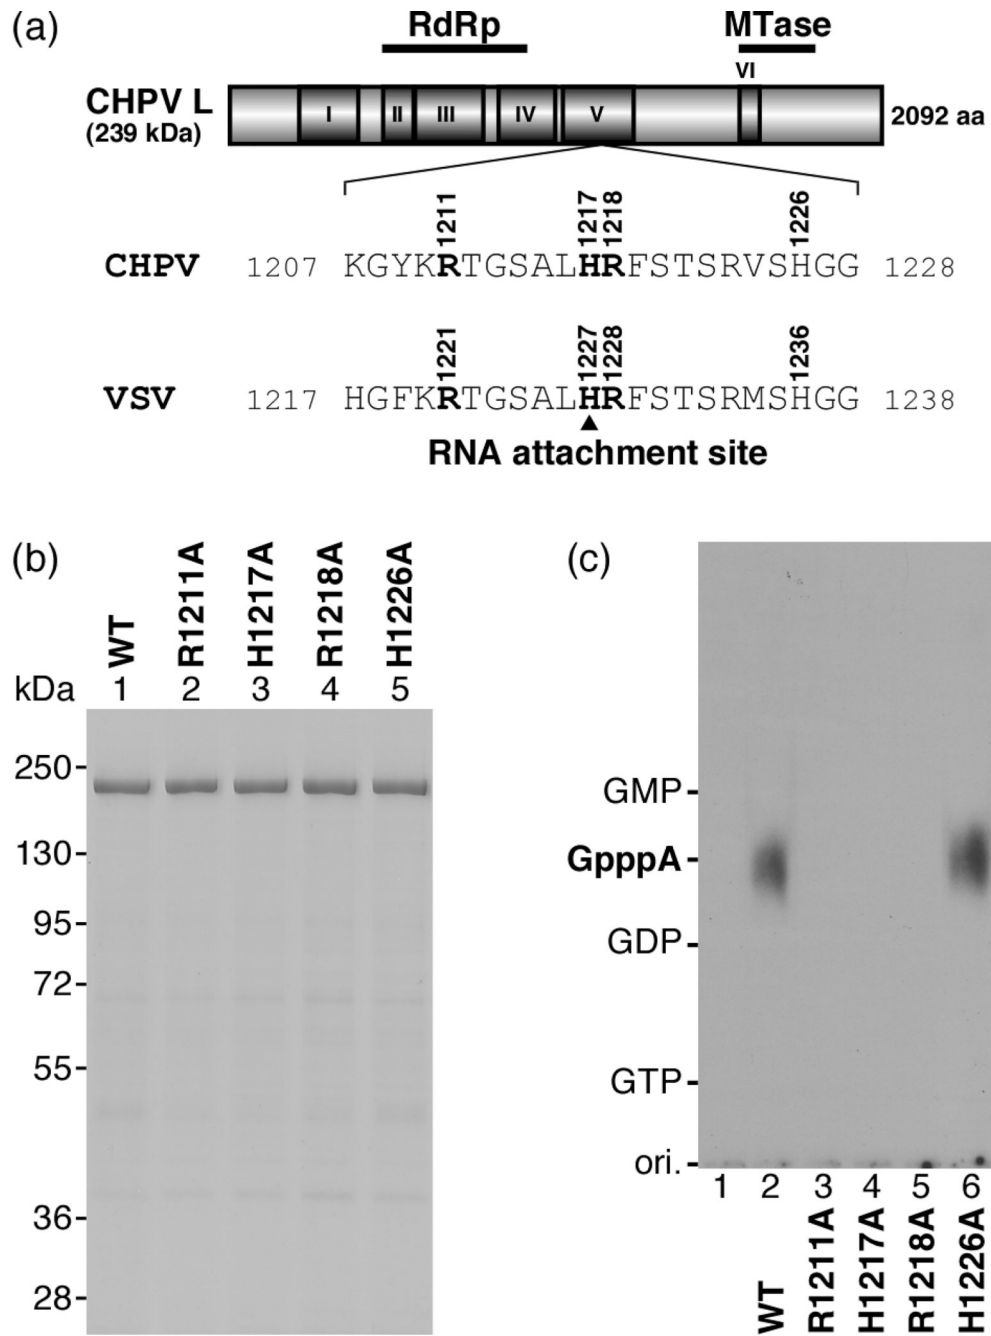 (a)
RdRp MTase
VI
CHPV L I II III IV V 2092 aa
(239 kDa)
1211 1217 1218 1226
CHPV 1207 KGYKRTGSALHRFSTSRVSHGG 1228
1221 1227 1228 1236
VSV 1217 HGFKRTGSALHRFSTSRMSHGG 1238
▲
RNA attachment site
(b)
WT R1211A H1217A R1218A H1226A
kDa 1 2 3 4 5
250
130
95
72
55
36
28
(c)
GMP
GpppA
GDP
GTP
ori.
1 2 3 4 5 6
WT R1211A H1217A R1218A H1226A